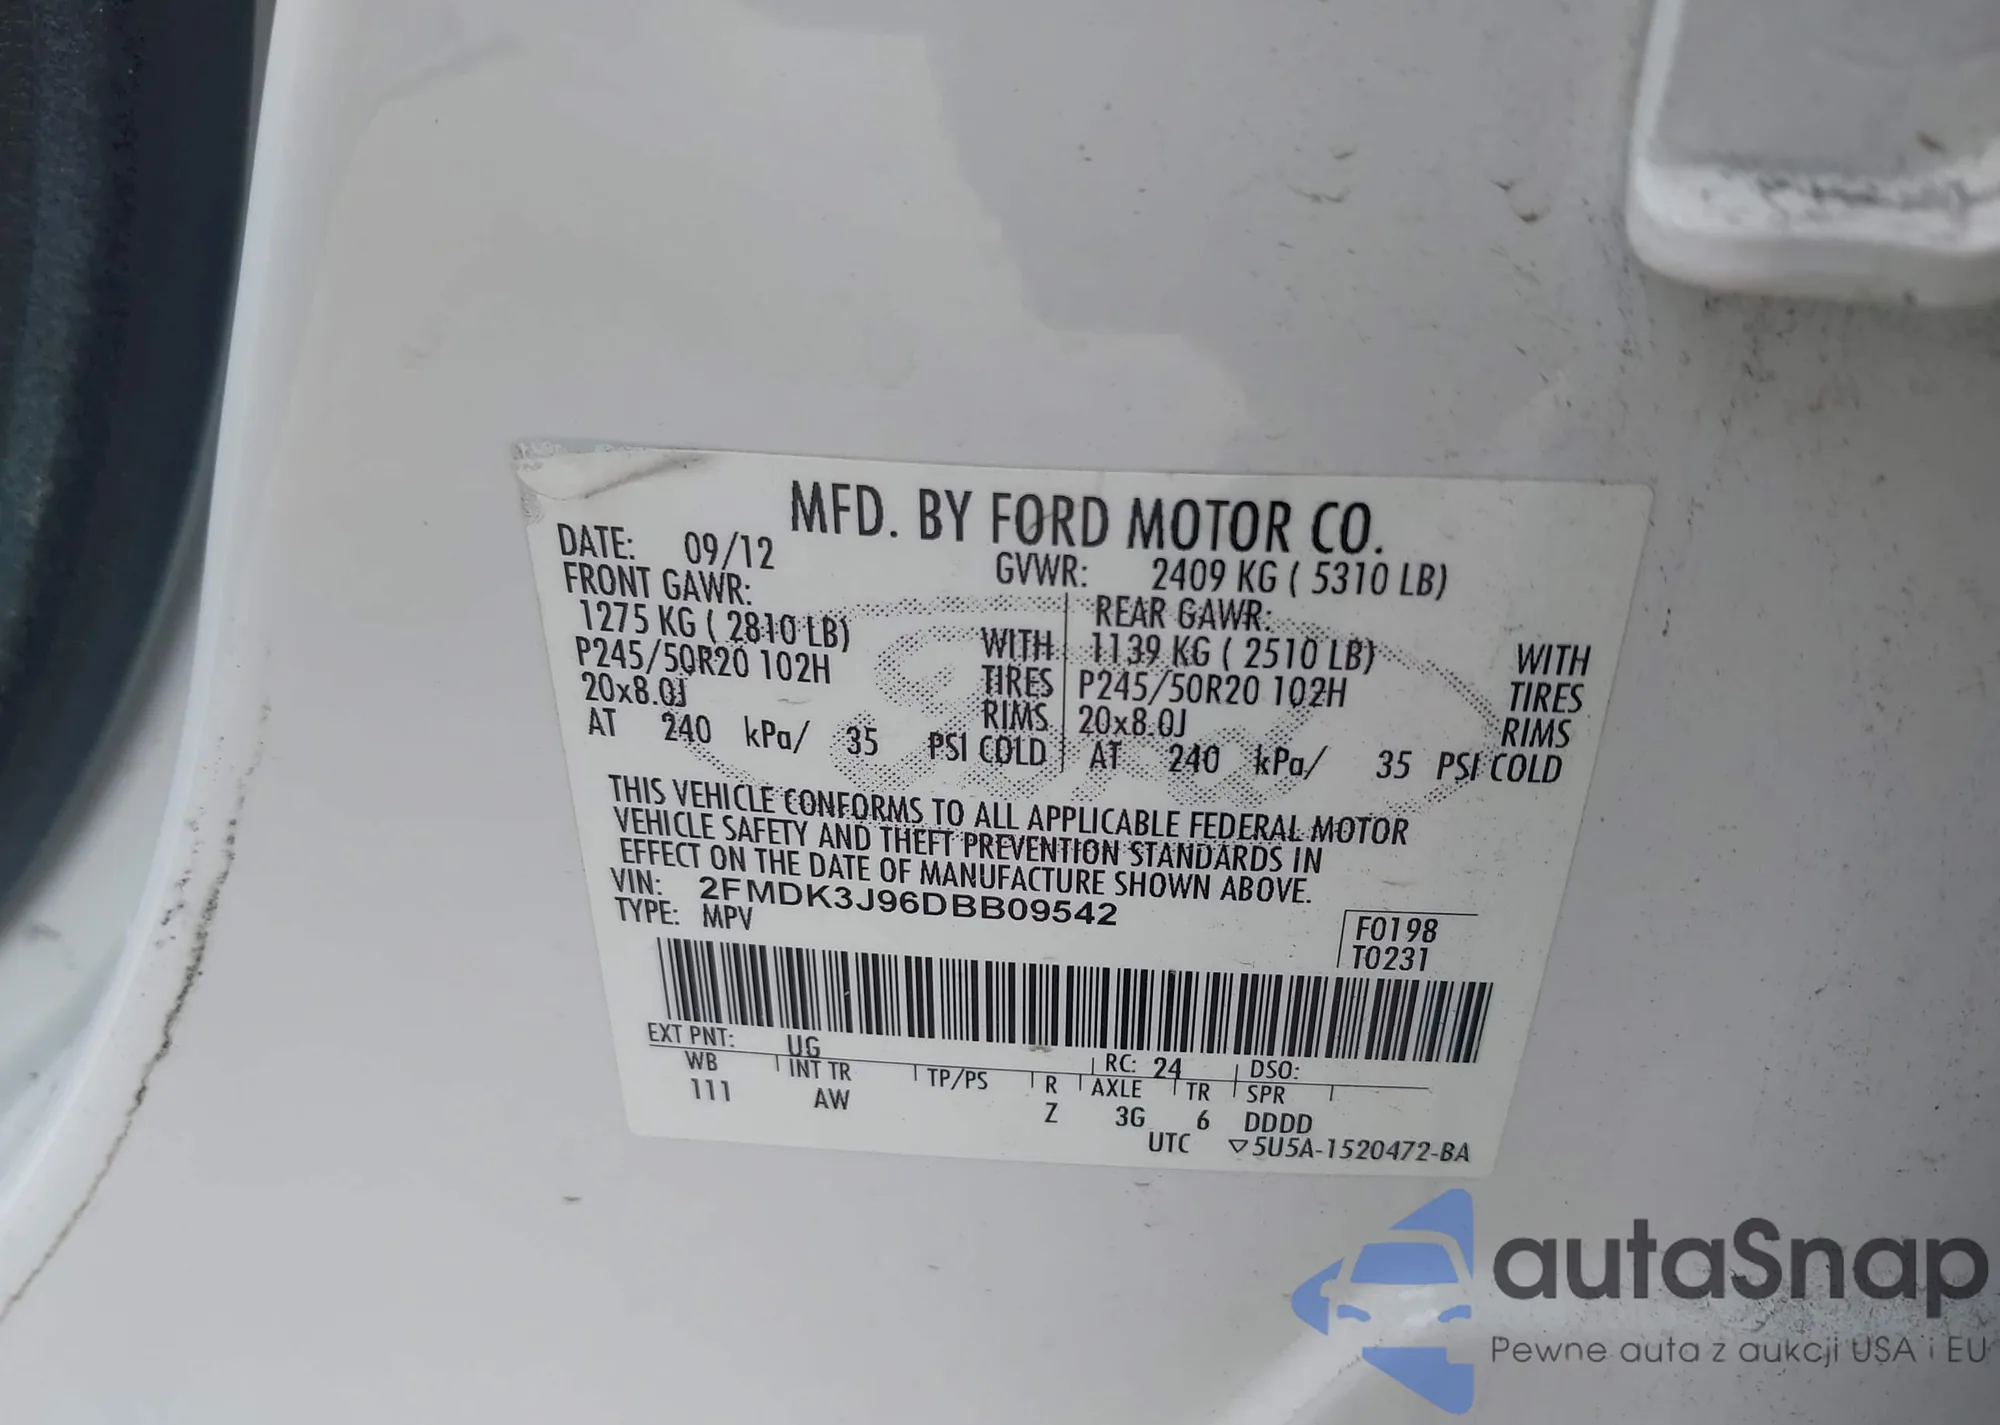 MFD. BY FORD MOTOR CO.
DATE: 09/12
GVWR: 2409 KG ( 5310 LB)
FRONT GAWR:
1275 KG ( 2810 LB) WITH
P245/50R20 102H TIRES
20x8.0J RIMS
AT 240 kPa/ 35 PSI COLD
REAR GAWR:
1139 KG ( 2510 LB) WITH
P245/50R20 102H TIRES
20x8.0J RIMS
AT 240 kPa/ 35 PSI COLD
THIS VEHICLE CONFORMS TO ALL APPLICABLE FEDERAL MOTOR
VEHICLE SAFETY AND THEFT PREVENTION STANDARDS IN
EFFECT ON THE DATE OF MANUFACTURE SHOWN ABOVE.
VIN: 2FMDK3J96DBB09542
TYPE: MPV
F0198
T0231
EXT PNT: UG RC: 24 DSO:
WB INT TR TP/PS R AXLE TR SPR
111 AW Z 3G 6 DDDD
UTC ▽5U5A-1520472-BA
autaSnap
Pewne auta z aukcji USA i EU